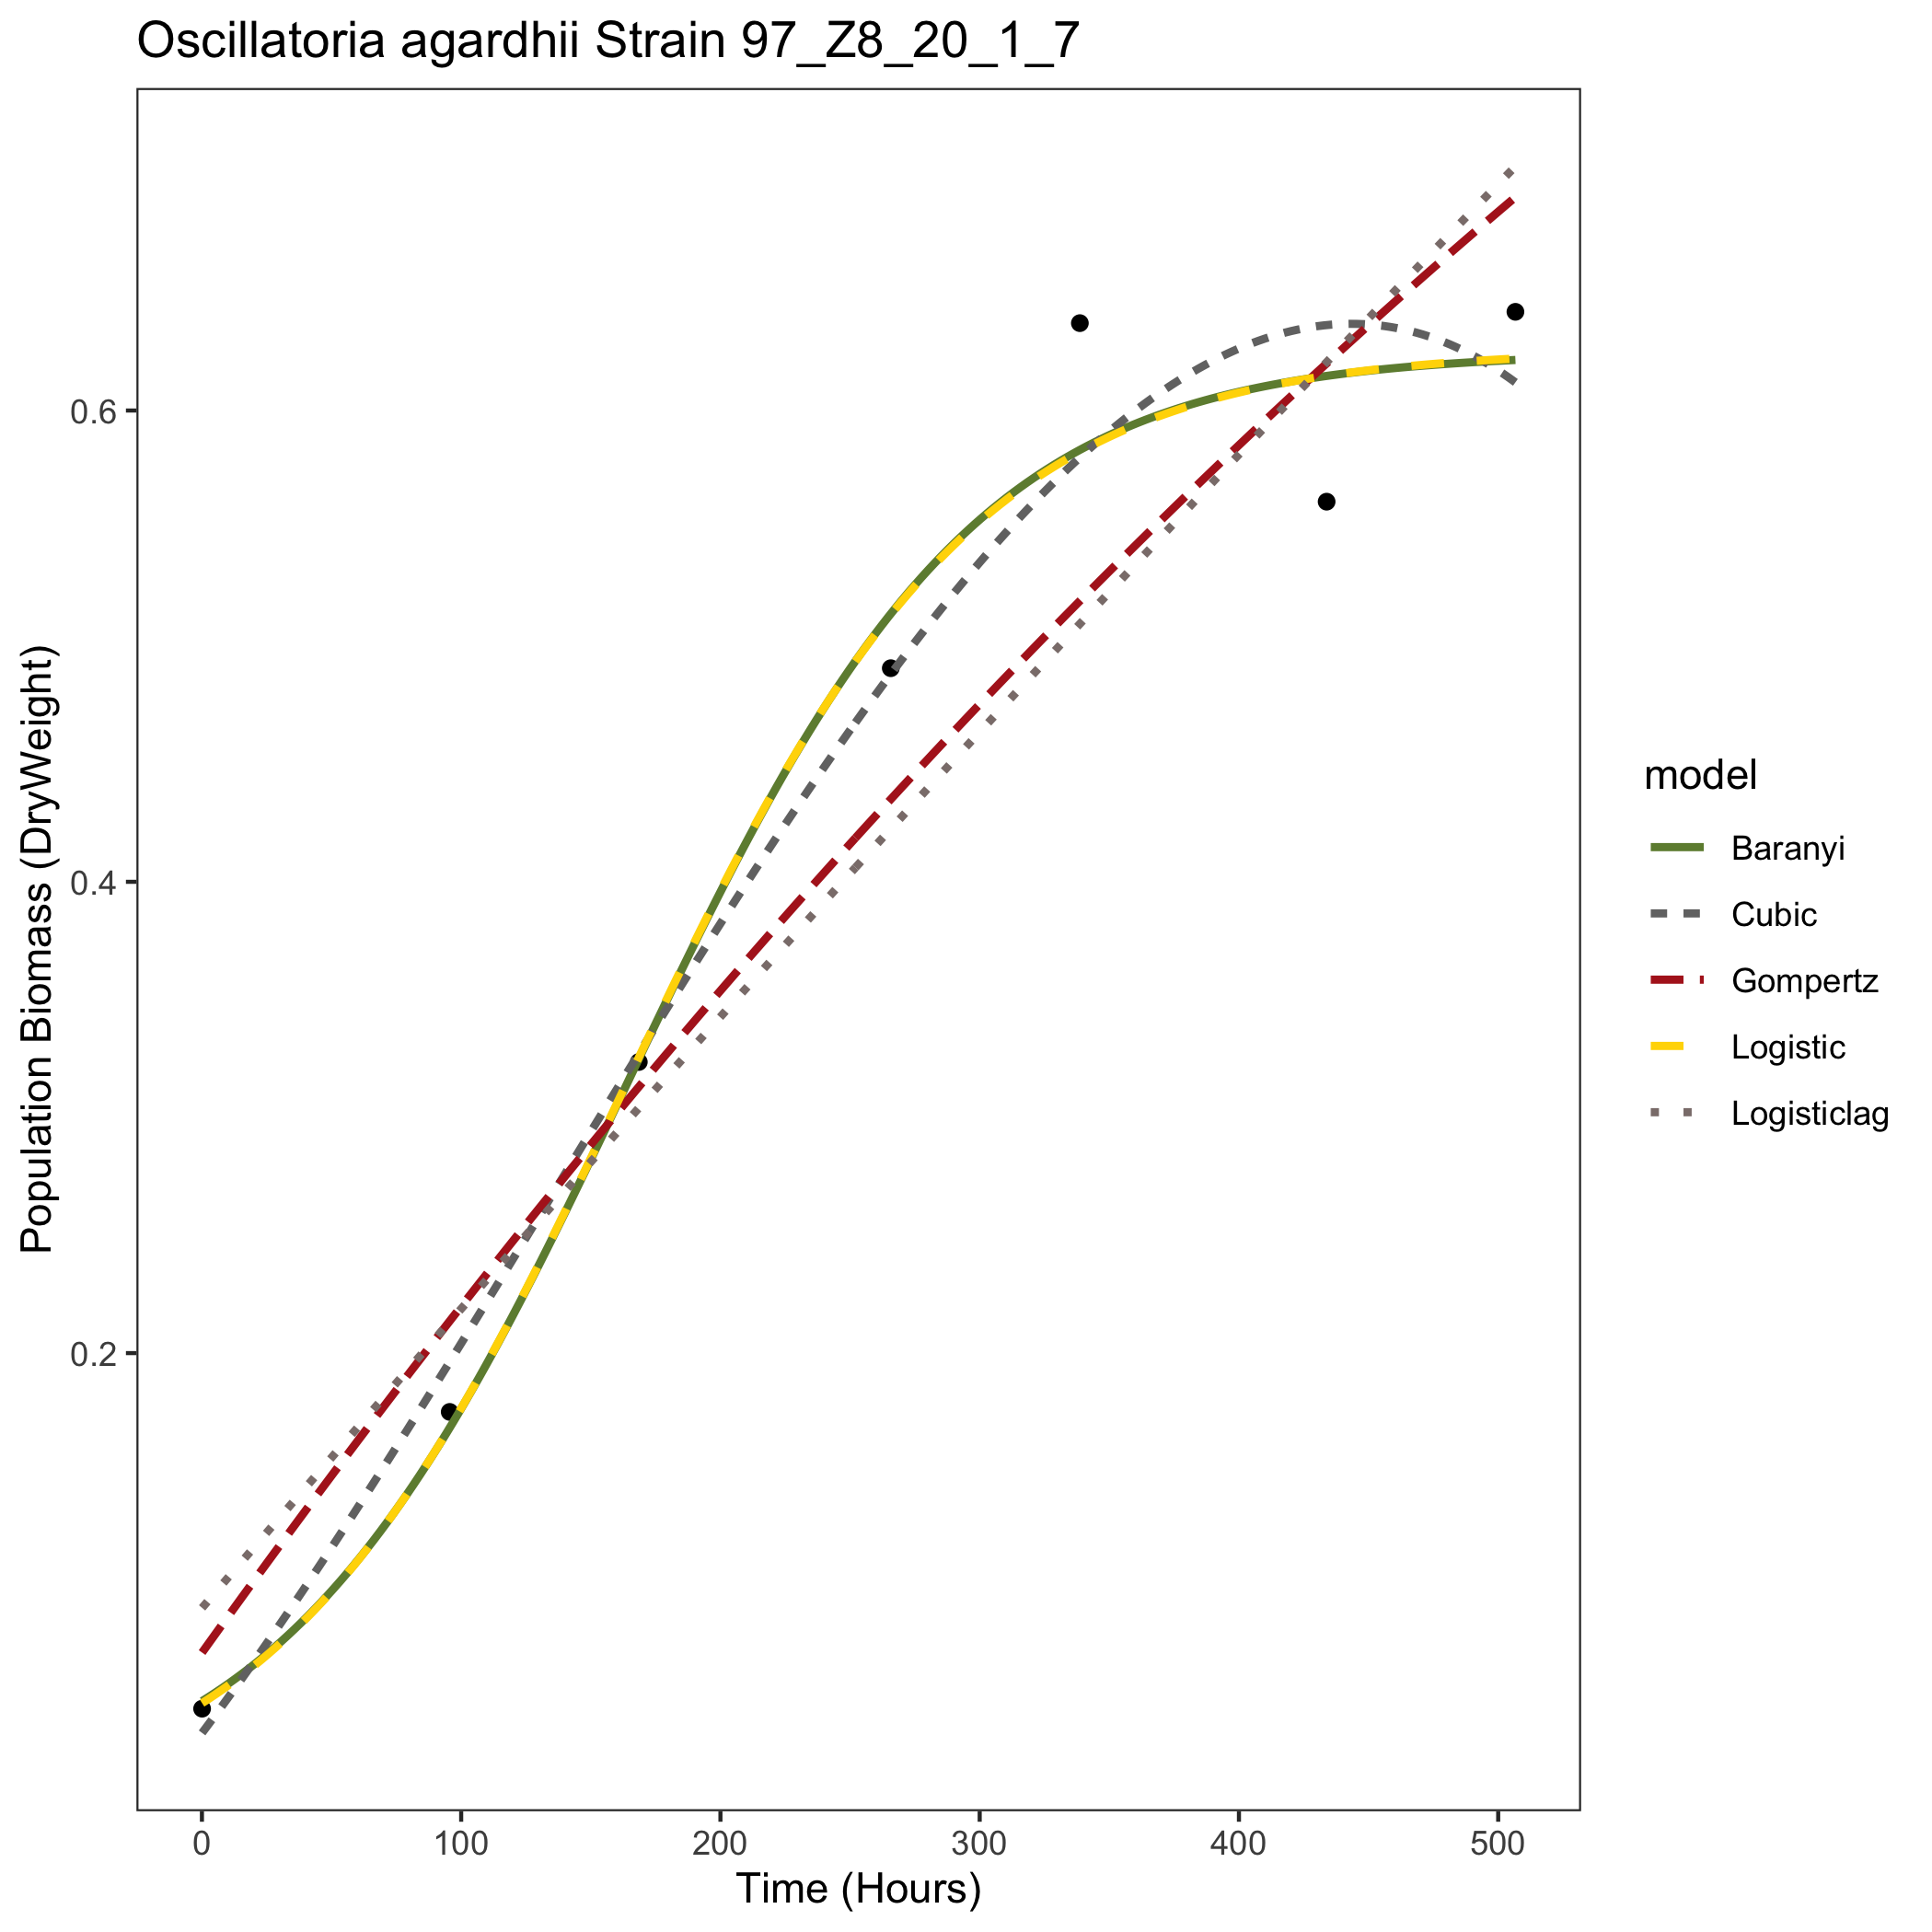 Oscillatoria agardhii Strain 97_Z8_20_1_7
Population Biomass (DryWeight)
0.6
0.4
0.2
0
100
200
300
400
500
Time (Hours)
model
Baranyi
Cubic
Gompertz
Logistic
Logisticlag